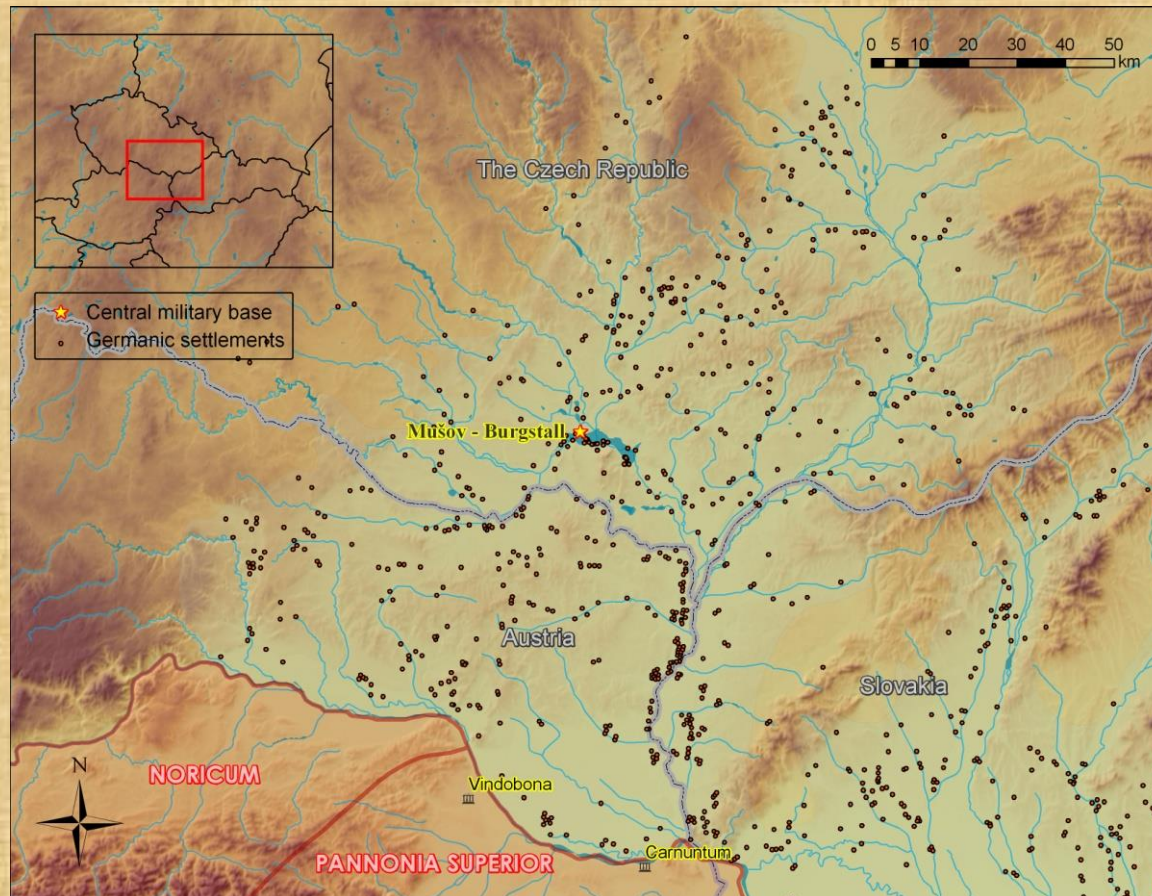 0 5 10 20 30 40 50
km
The Czech Republic
Central military base
Germanic settlements
Mušov - Burgstall
Austria
Slovakia
N
NORICUM
Vindobona
PANNONIA SUPERIOR
Carnuntum